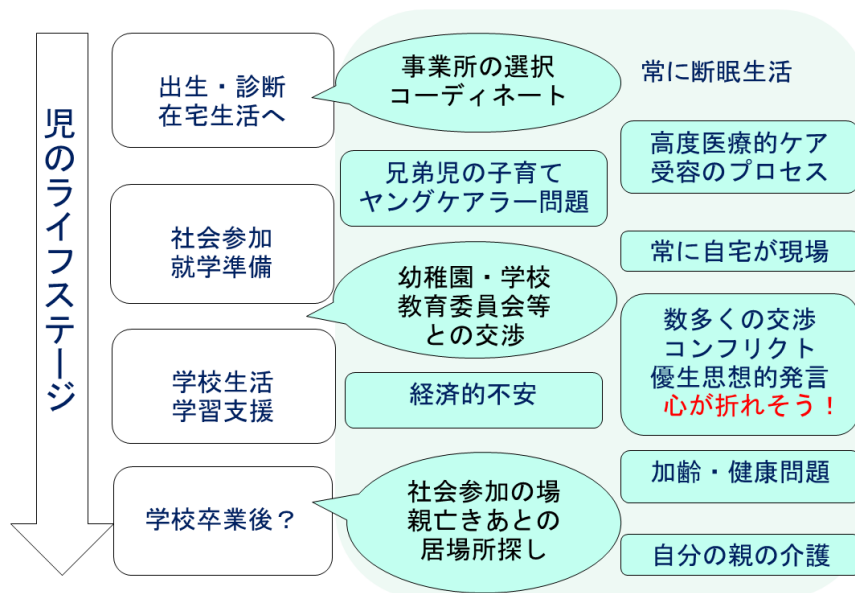 児のライフステージ
出生・診断
在宅生活へ
事業所の選択
コーディネート
常に断眠生活
高度医療的ケア
受容のプロセス
兄弟児の子育て
ヤングケアラー問題
社会参加
就学準備
常に自宅が現場
幼稚園・学校
教育委員会等
との交渉
数多くの交渉
コンフリクト
優生思想的発言
心が折れそう！
学校生活
学習支援
経済的不安
加齢・健康問題
学校卒業後？
社会参加の場
親亡きあとの
居場所探し
自分の親の介護